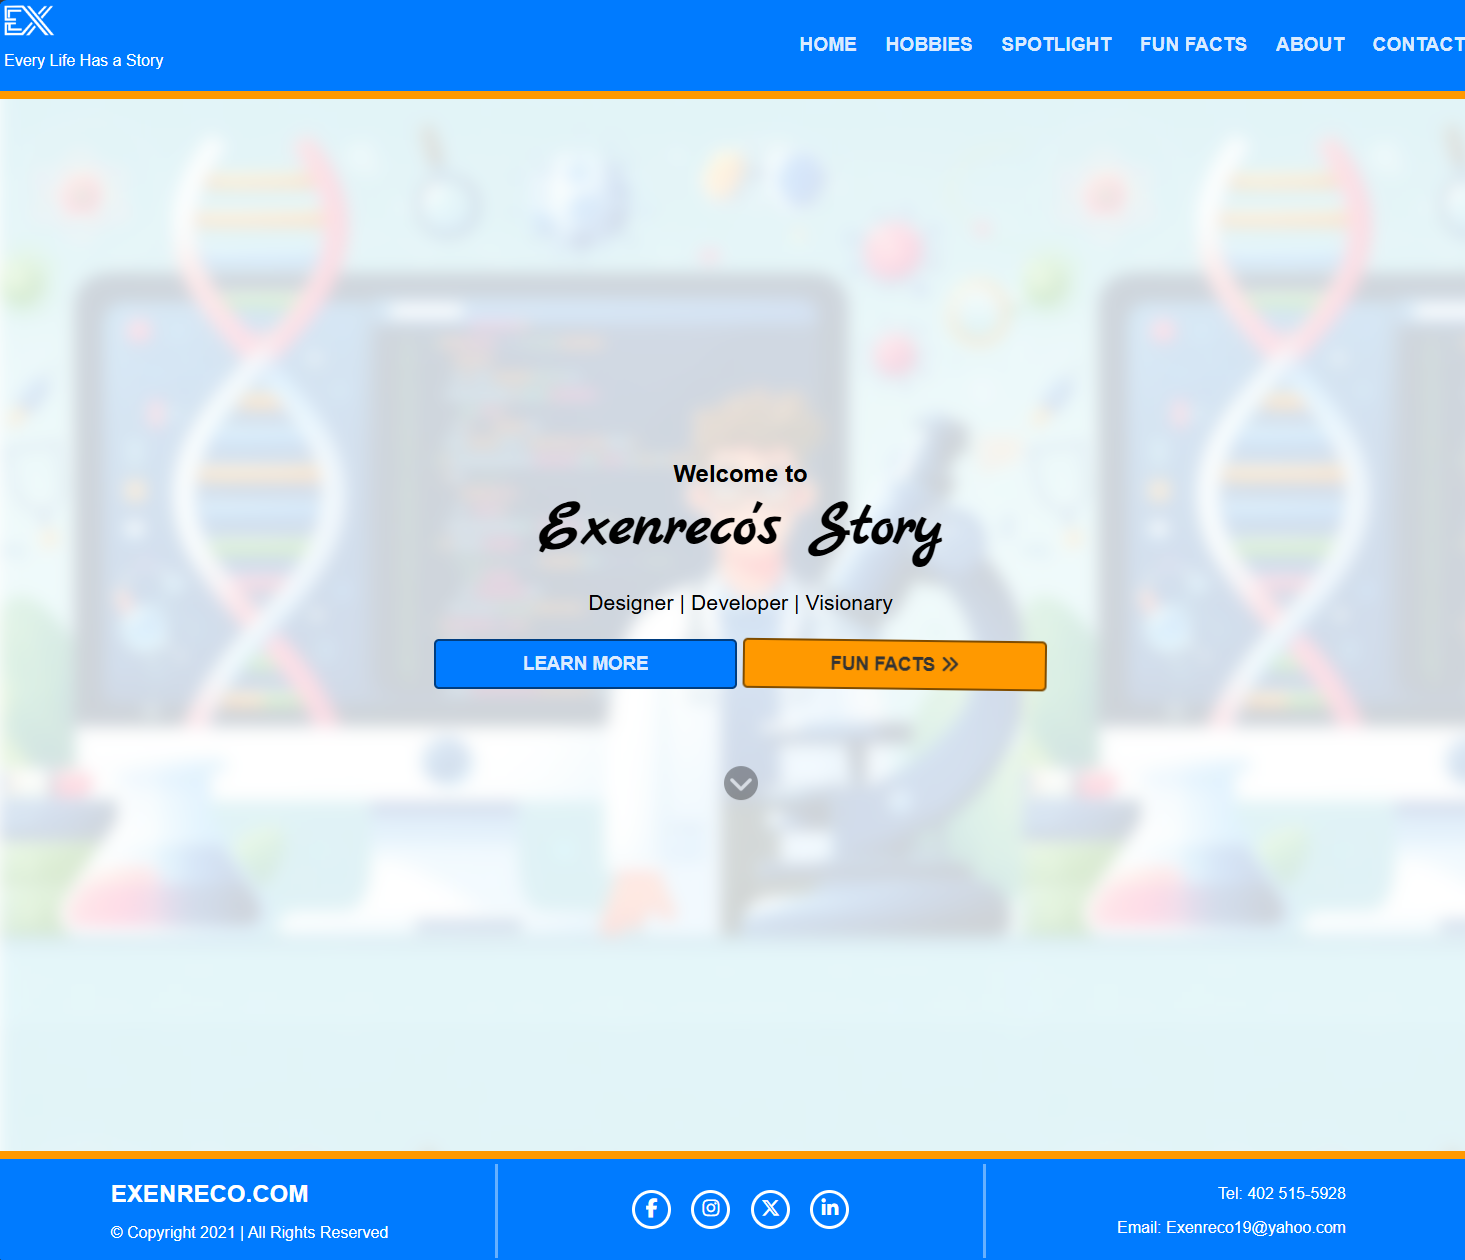 EX
Every Life Has a Story
HOME HOBBIES SPOTLIGHT FUN FACTS ABOUT CONTACT
Welcome to
Exenreco's Story
Designer | Developer | Visionary
LEARN MORE
FUN FACTS
EXENRECO.COM
© Copyright 2021 | All Rights Reserved
Tel: 402 515-5928
Email: Exenreco19@yahoo.com